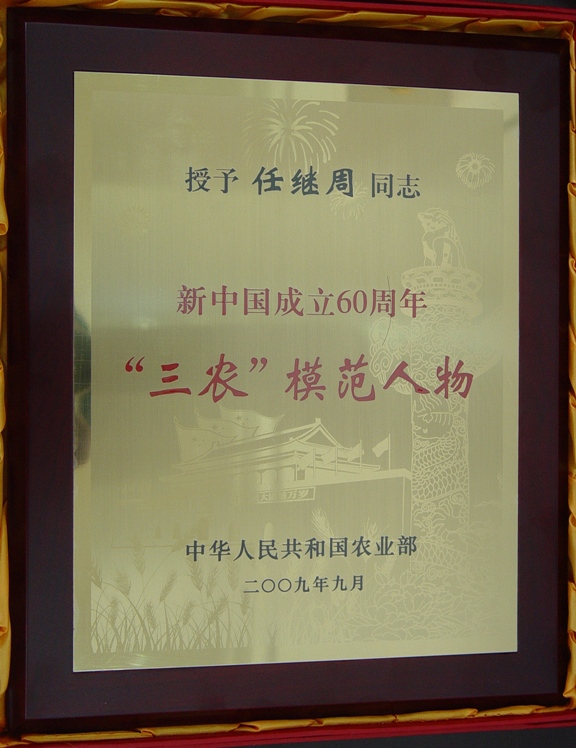 授予 任继周 同志
新中国成立60周年
“三农”模范人物
中华人民共和国农业部
二〇〇九年九月